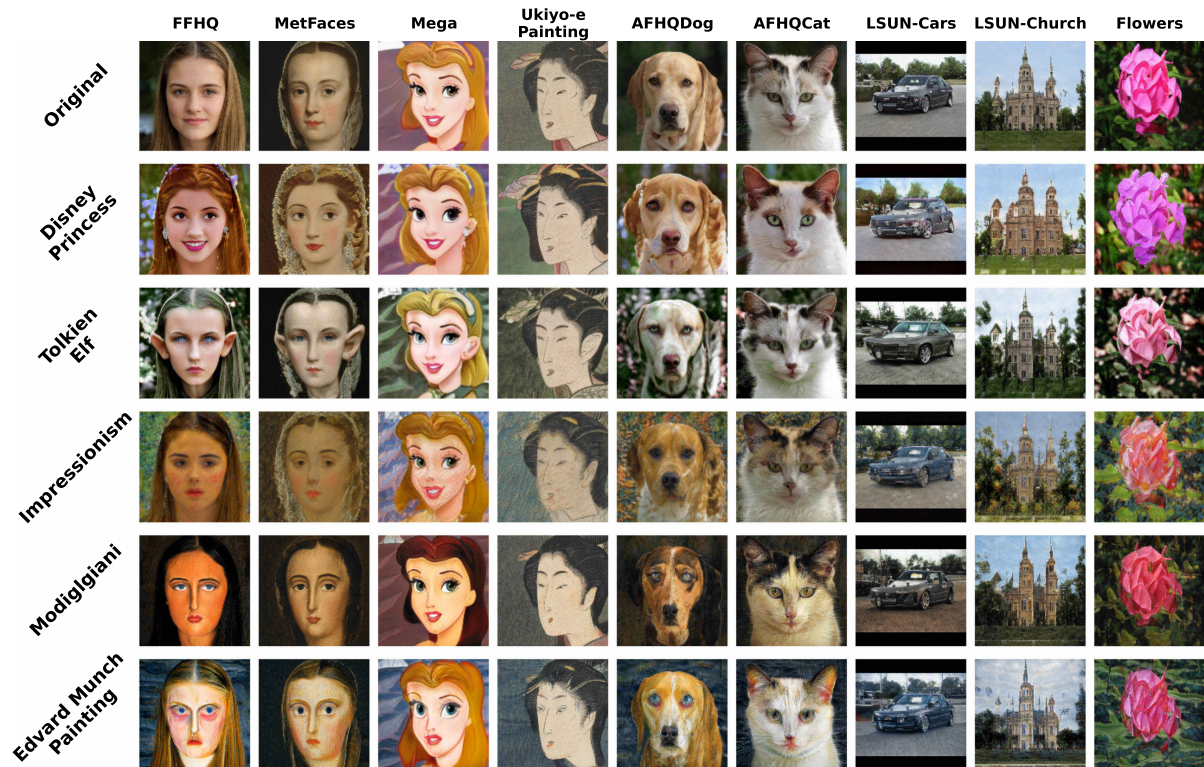 FFHQ
MetFaces
Mega
Ukiyo-e
Painting
AFHQDog
AFHQCat
LSUN-Cars
LSUN-Church
Flowers
Original
Disney
Princess
Tolkien
Elf
Impressionism
Modiglgiani
Edvard Munch
Painting